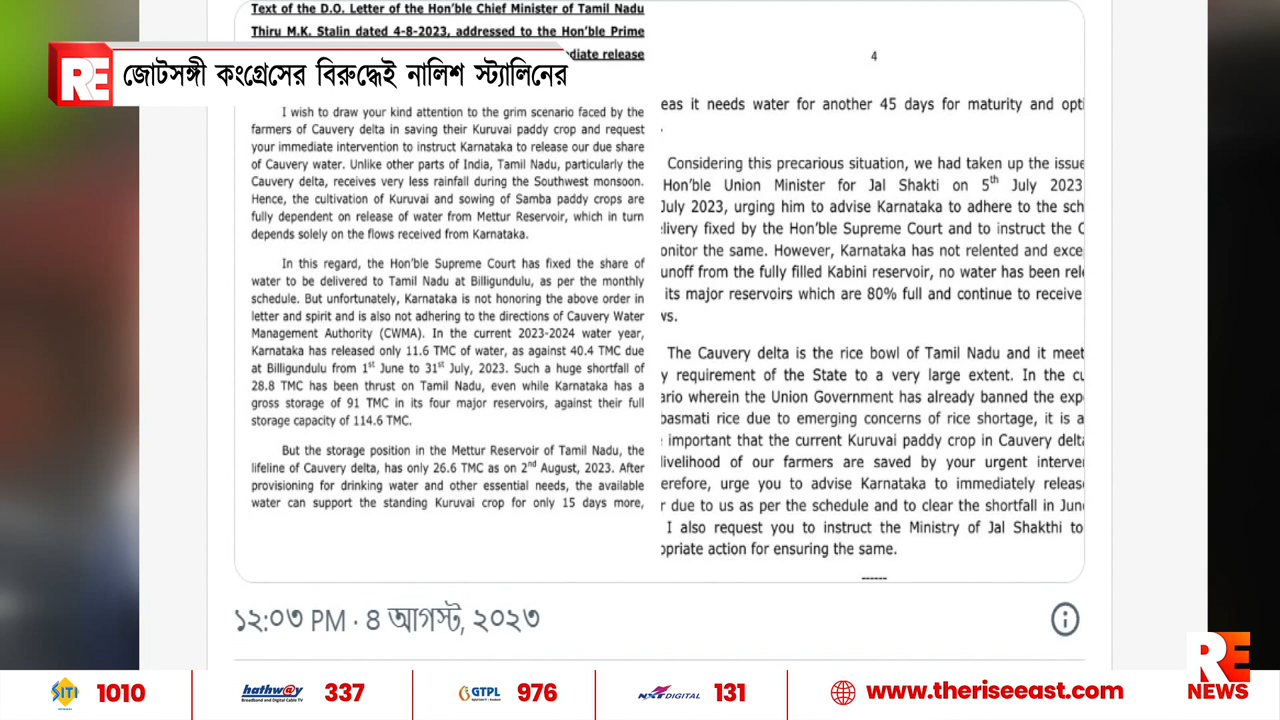 Text of the D.O. Letter of the Hon'ble Chief Minister of Tamil Nadu
Thiru M.K. Stalin dated 4-8-2023, addressed to the Hon'ble Prime
diate release
RE
জোটসঙ্গী কংগ্রেসের বিরুদ্ধেই নালিশ স্ট্যালিনের
I wish to draw your kind attention to the grim scenario faced by the
farmers of Cauvery delta in saving their Kuruvai paddy crop and request
your immediate intervention to instruct Karnataka to release our due share
of Cauvery water. Unlike other parts of India, Tamil Nadu, particularly the
Cauvery delta, receives very less rainfall during the Southwest monsoon.
Hence, the cultivation of Kuruvai and sowing of Samba paddy crops are
fully dependent on release of water from Mettur Reservoir, which in turn
depends solely on the flows received from Karnataka.
In this regard, the Hon'ble Supreme Court has fixed the share of
water to be delivered to Tamil Nadu at Billigundulu, as per the monthly
schedule. But unfortunately, Karnataka is not honoring the above order in
letter and spirit and is also not adhering to the directions of Cauvery Water
Management Authority (CWMA). In the current 2023-2024 water year,
Karnataka has released only 11.6 TMC of water, as against 40.4 TMC due
at Billigundulu from 1st June to 31st July, 2023. Such a huge shortfall of
28.8 TMC has been thrust on Tamil Nadu, even while Karnataka has a
gross storage of 91 TMC in its four major reservoirs, against their full
storage capacity of 114.6 TMC.
But the storage position in the Mettur Reservoir of Tamil Nadu, the
lifeline of Cauvery delta, has only 26.6 TMC as on 2nd August, 2023. After
provisioning for drinking water and other essential needs, the available
water can support the standing Kuruvai crop for only 15 days more,
4
eas it needs water for another 45 days for maturity and opti
Considering this precarious situation, we had taken up the issue
Hon'ble Union Minister for Jal Shakti on 5th July 2023
July 2023, urging him to advise Karnataka to adhere to the sch
livery fixed by the Hon'ble Supreme Court and to instruct the C
onitor the same. However, Karnataka has not relented and exce
unoff from the fully filled Kabini reservoir, no water has been rele
its major reservoirs which are 80% full and continue to receive
ws.
The Cauvery delta is the rice bowl of Tamil Nadu and it meet
y requirement of the State to a very large extent. In the cu
ario wherein the Union Government has already banned the exp
basmati rice due to emerging concerns of rice shortage, it is a
important that the current Kuruvai paddy crop in Cauvery delta
livelihood of our farmers are saved by your urgent interven
erefore, urge you to advise Karnataka to immediately release
r due to us as per the schedule and to clear the shortfall in June
I also request you to instruct the Ministry of Jal Shakthi to
opriate action for ensuring the same.
------
১২:০৩ PM · ৪ আগস্ট, ২০২৩
SITI 1010
hathway Broadband and Digital Cable TV 337
GTPL 976
NXT DIGITAL 131
www.theriseeast.com
RE NEWS